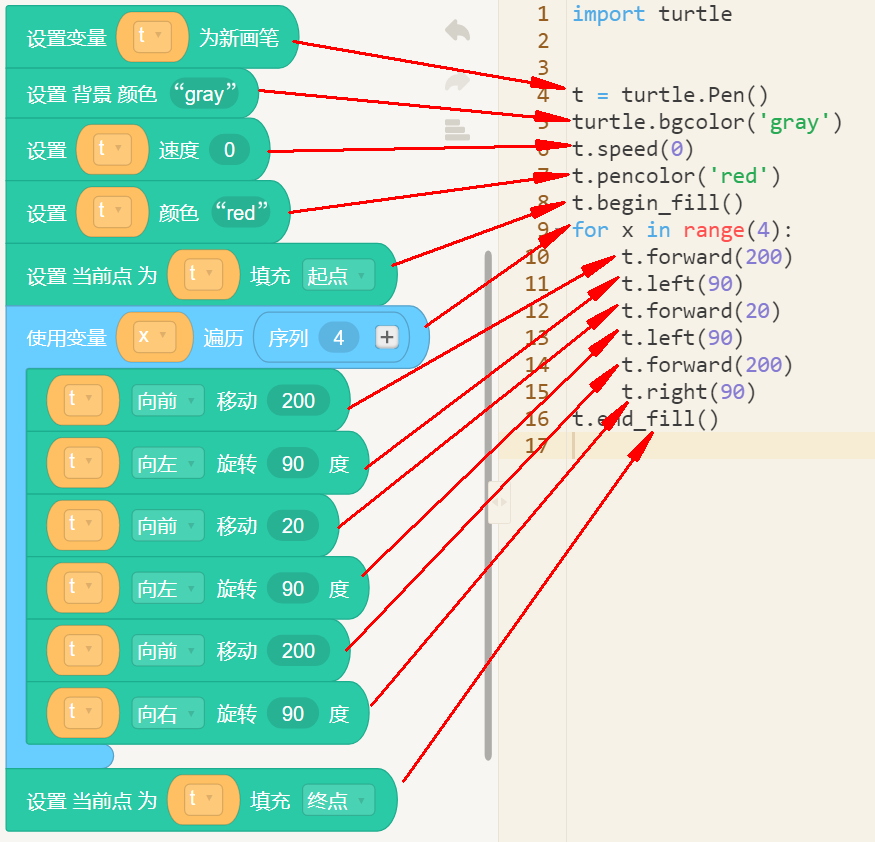 设置变量 t 为新画笔
设置 背景 颜色 “gray”
设置 t 速度 0
设置 t 颜色 “red”
设置 当前点 为 t 填充 起点
使用变量 x 遍历 序列 4 +
t 向前 移动 200
t 向左 旋转 90 度
t 向前 移动 20
t 向左 旋转 90 度
t 向前 移动 200
t 向右 旋转 90 度
设置 当前点 为 t 填充 终点
1 import turtle
2
3
4 t = turtle.Pen()
5 turtle.bgcolor('gray')
6 t.speed(0)
7 t.pencolor('red')
8 t.begin_fill()
9 for x in range(4):
10 t.forward(200)
11 t.left(90)
12 t.forward(20)
13 t.left(90)
14 t.forward(200)
15 t.right(90)
16 t.end_fill()
17